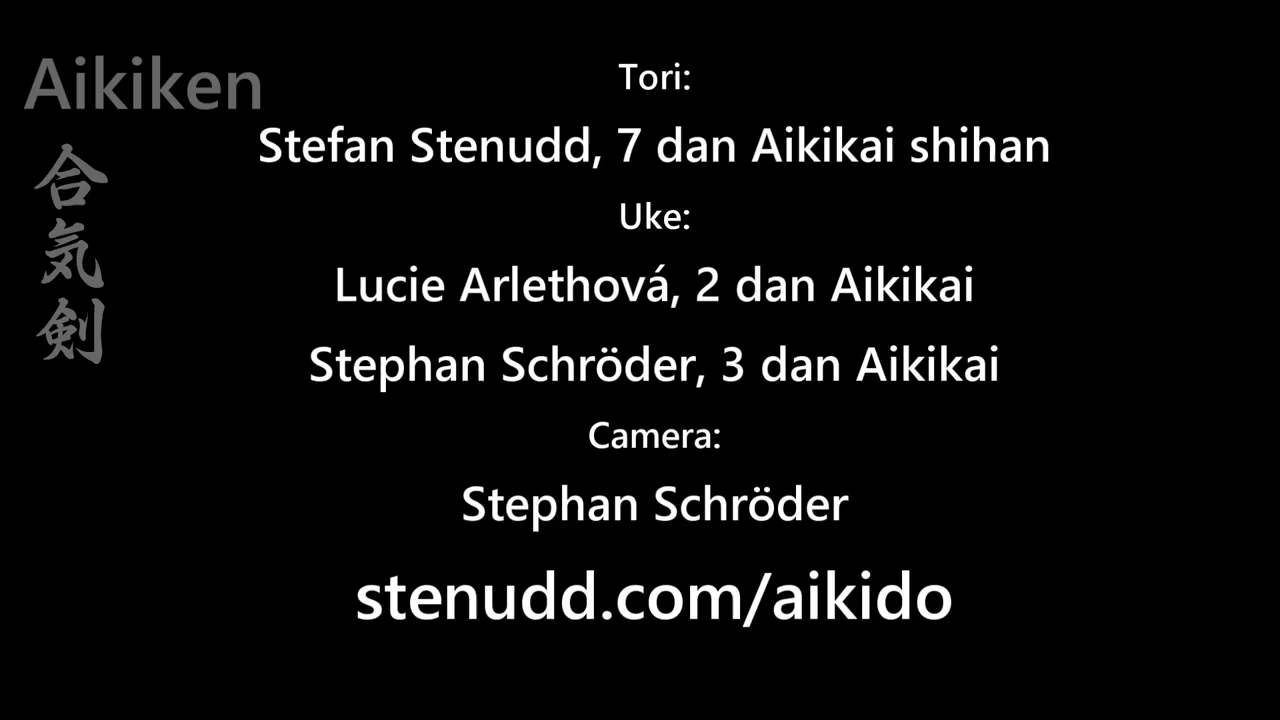 Aikiken
合気剣
Tori:
Stefan Stenudd, 7 dan Aikikai shihan
Uke:
Lucie Arlethová, 2 dan Aikikai
Stephan Schröder, 3 dan Aikikai
Camera:
Stephan Schröder
stenudd.com/aikido